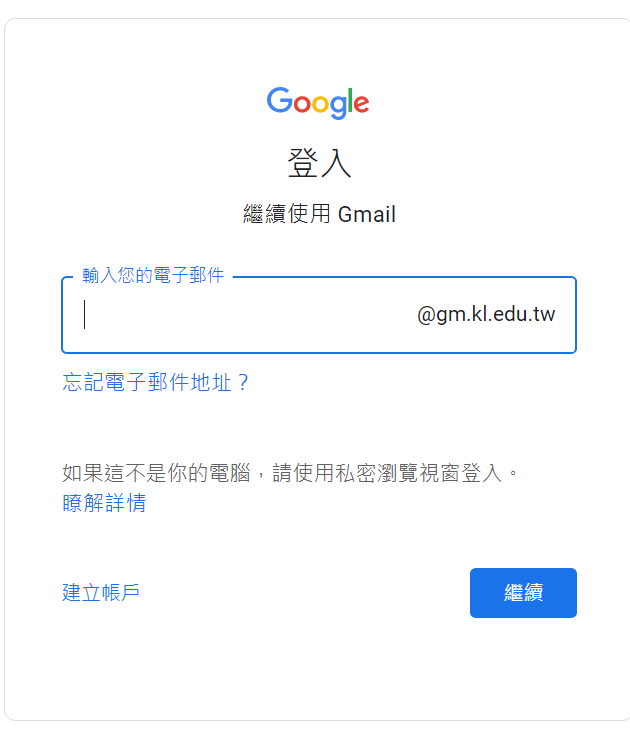 Google
登入
繼續使用 Gmail
輸入您的電子郵件
@gm.kl.edu.tw
忘記電子郵件地址？
如果這不是你的電腦，請使用私密瀏覽視窗登入。
瞭解詳情
建立帳戶
繼續